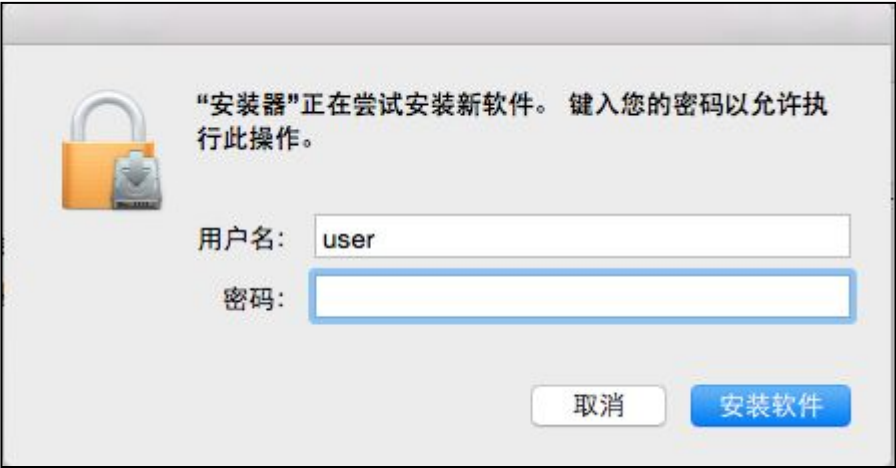 “安装器”正在尝试安装新软件。 键入您的密码以允许执
行此操作。
用户名: user
密码:
取消 安装软件